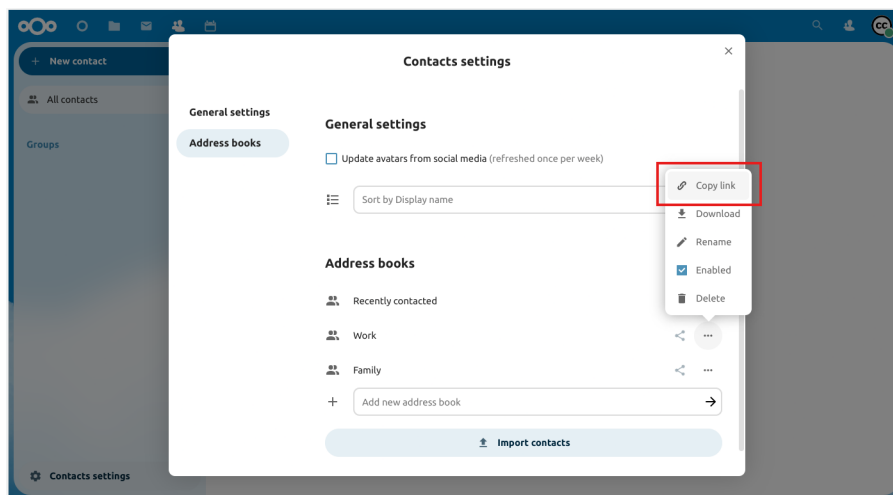 cc
Contacts settings
+ New contact
All contacts
Groups
General settings
Address books
General settings
Update avatars from social media (refreshed once per week)
Sort by Display name
Copy link
Download
Rename
Enabled
Delete
Address books
Recently contacted
Work
Family
Add new address book
Import contacts
Contacts settings